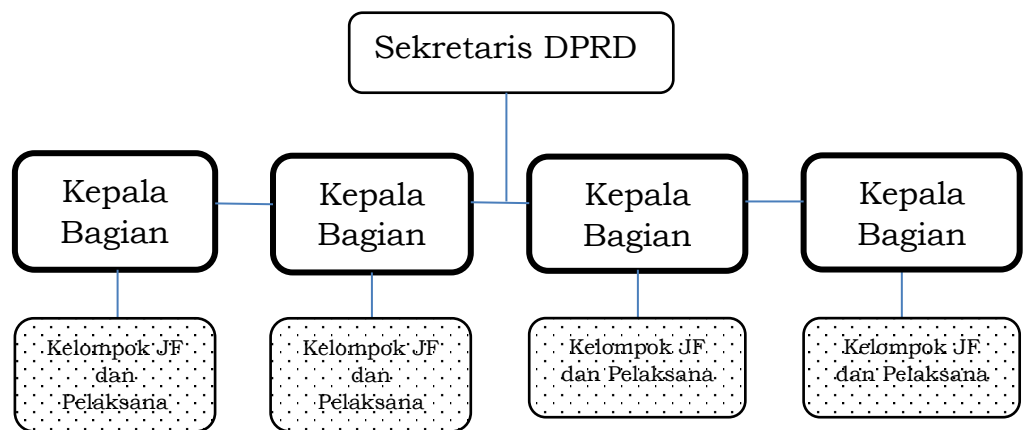 Sekretaris DPRD
Kepala
Bagian
Kepala
Bagian
Kepala
Bagian
Kepala
Bagian
Kelompok JF
dan
Pelaksana
Kelompok JF
dan
Pelaksana
Kelompok JF
dan Pelaksana
Kelompok JF
dan Pelaksana